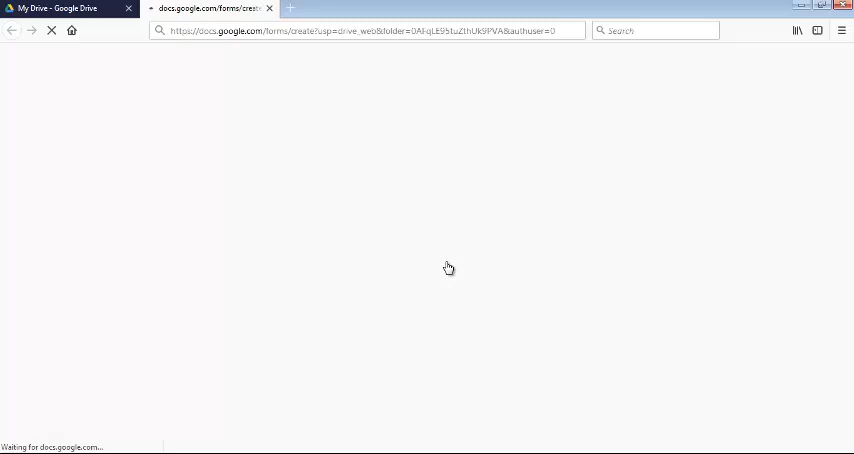 My Drive - Google Drive
docs.google.com/forms/create
https://docs.google.com/forms/create?usp=drive_web&folder=0AFqLE95tuZthUk9PVA&authuser=0
Search
Waiting for docs.google.com...